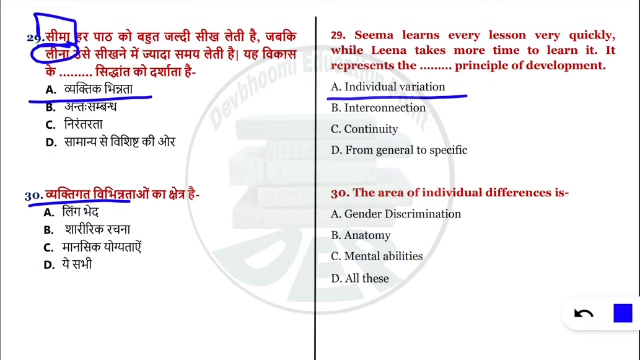 29. सीमा हर पाठ को बहुत जल्दी सीख लेती है, जबकि
लीना उसे सीखने में ज्यादा समय लेती है| यह विकास
के ......... सिद्धांत को दर्शाता है-
A. व्यक्तिक भिन्नता
B. अन्तःसम्बन्ध
C. निरंतरता
D. सामान्य से विशिष्ट की ओर
30. व्यक्तिगत विभिन्नताओं का क्षेत्र है-
A. लिंग भेद
B. शारीरिक रचना
C. मानसिक योग्यताऐं
D. ये सभी
29. Seema learns every lesson very quickly,
while Leena takes more time to learn it. It
represents the ......... principle of development.
A. Individual variation
B. Interconnection
C. Continuity
D. From general to specific
30. The area of individual differences is-
A. Gender Discrimination
B. Anatomy
C. Mental abilities
D. All these